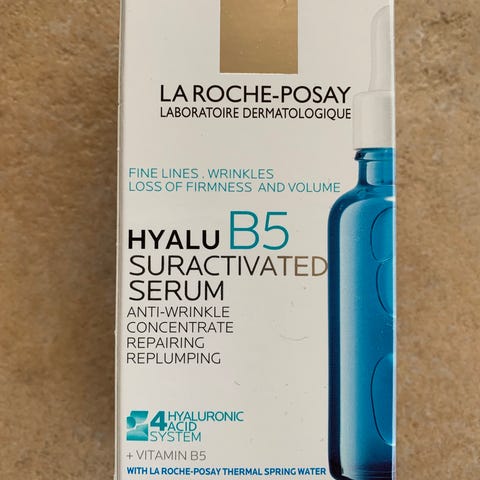 LA ROCHE-POSAY
LABORATOIRE DERMATOLOGIQUE
FINE LINES . WRINKLES
LOSS OF FIRMNESS AND VOLUME
HYALU B5
SURACTIVATED
SERUM
ANTI-WRINKLE
CONCENTRATE
REPAIRING
REPLUMPING
4 HYALURONIC
ACID
SYSTEM
+ VITAMIN B5
WITH LA ROCHE-POSAY THERMAL SPRING WATER